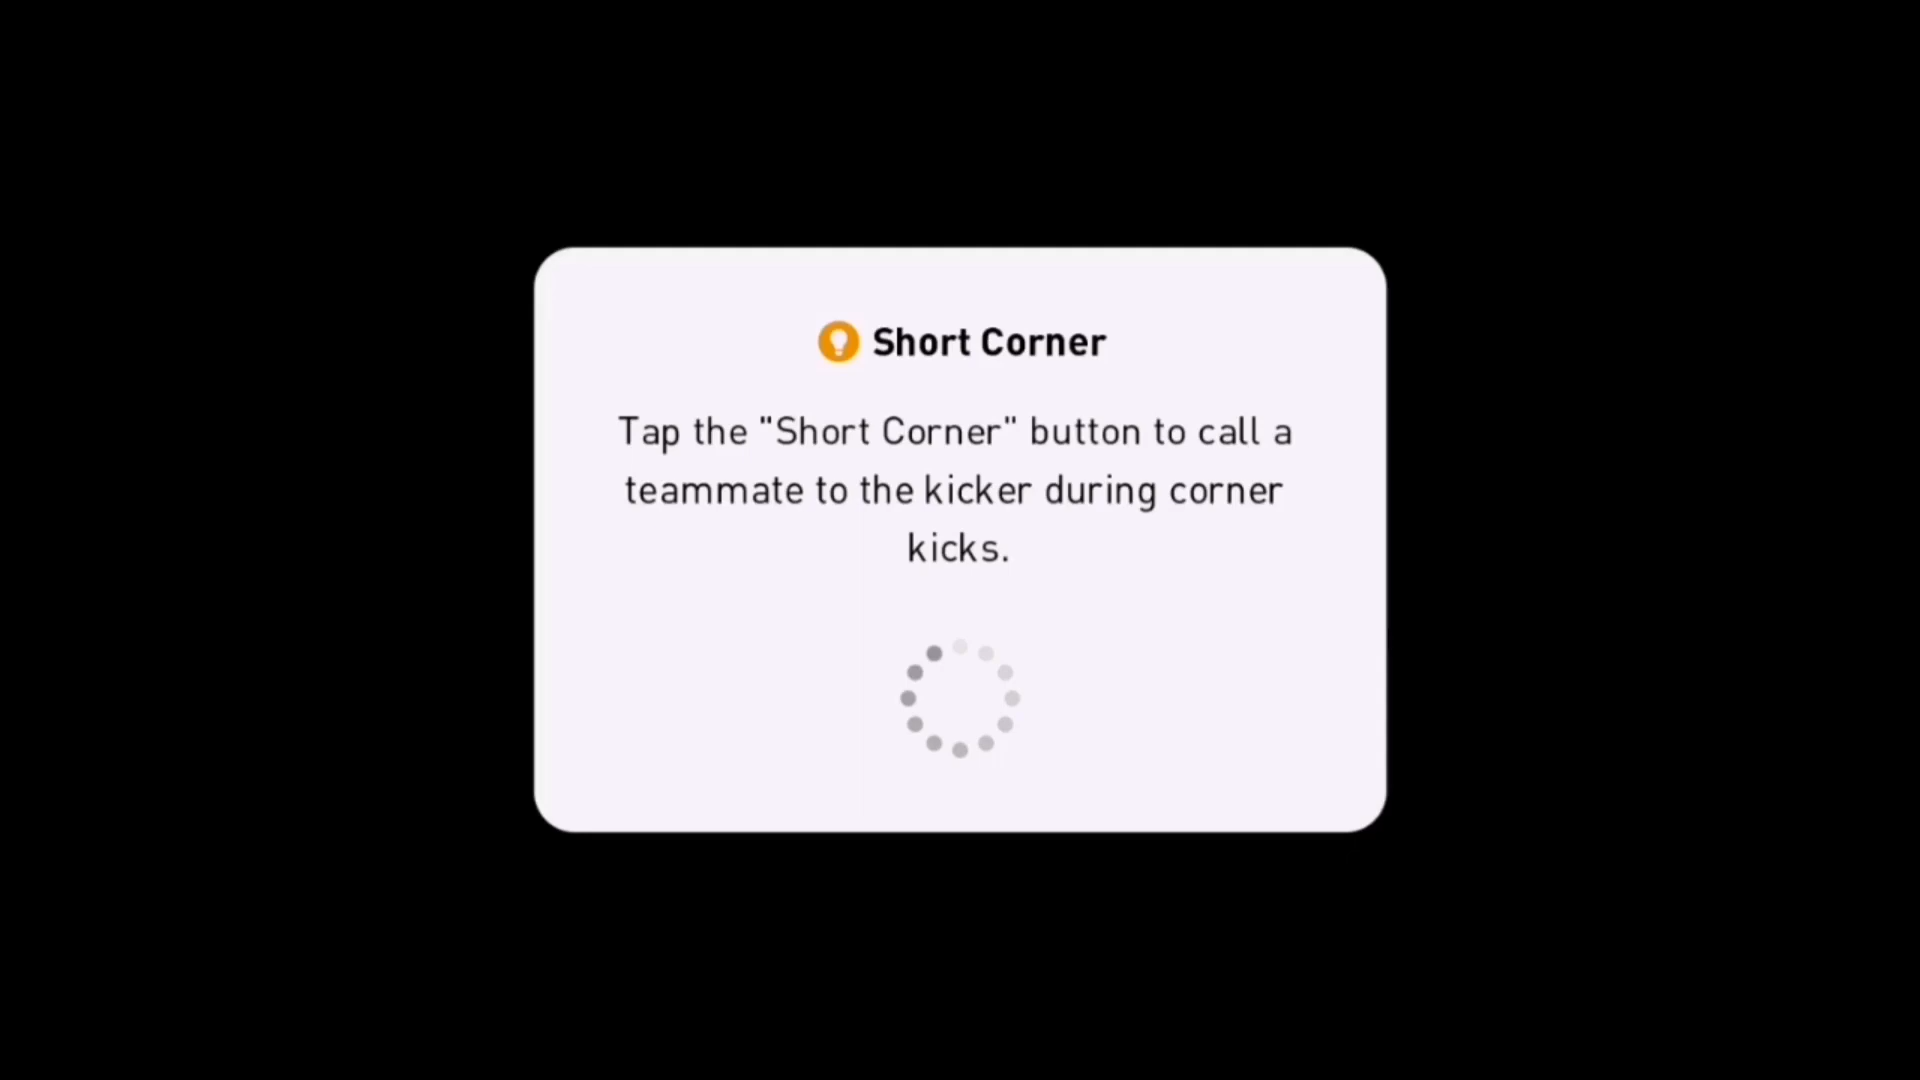 Short Corner
Tap the "Short Corner" button to call a
teammate to the kicker during corner
kicks.